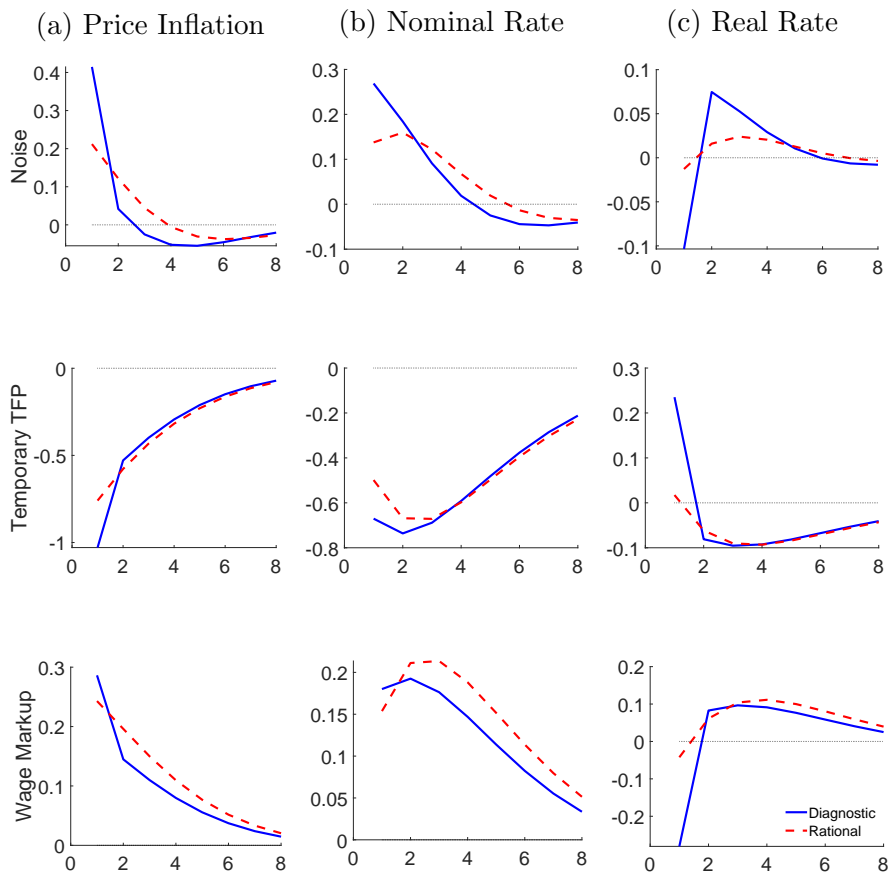 (a) Price Inflation (b) Nominal Rate (c) Real Rate
Noise
0.4
0.3
0.2
0.1
0
0 2 4 6 8
0.3
0.2
0.1
0
-0.1
0 2 4 6 8
0.1
0.05
0
-0.05
-0.1
0 2 4 6 8
Temporary TFP
0
-0.5
-1
0 2 4 6 8
0
-0.2
-0.4
-0.6
-0.8
0 2 4 6 8
0.3
0.2
0.1
0
-0.1
0 2 4 6 8
Wage Markup
0.3
0.2
0.1
0
0 2 4 6 8
0.2
0.15
0.1
0.05
0
0 2 4 6 8
0.2
0.1
0
-0.1
-0.2
0 2 4 6 8
Diagnostic
Rational